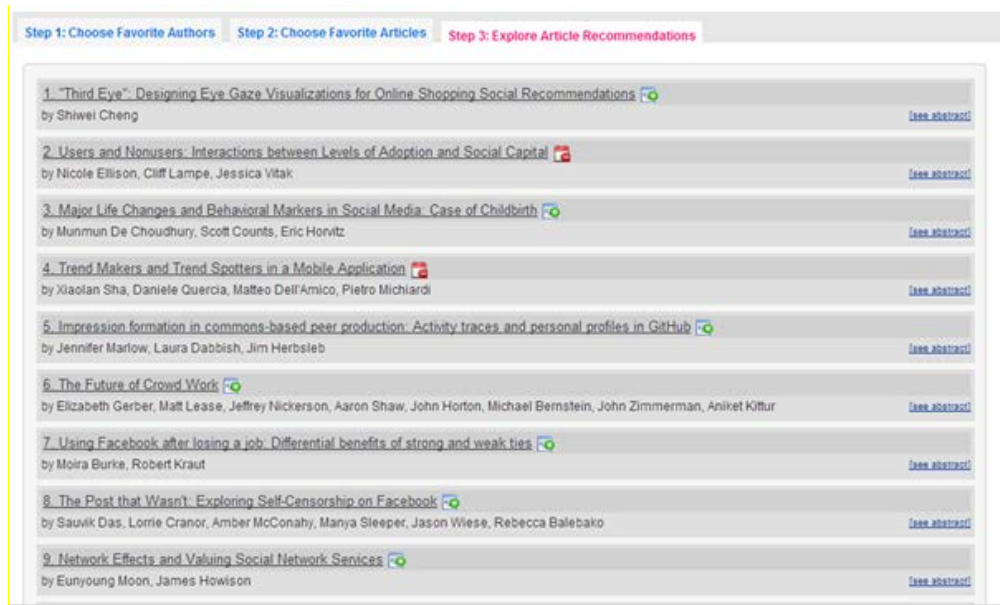 Step 1: Choose Favorite Authors Step 2: Choose Favorite Articles Step 3: Explore Article Recommendations
1. "Third Eye": Designing Eye Gaze Visualizations for Online Shopping Social Recommendations
by Shiwei Cheng [see abstract]
2. Users and Nonusers: Interactions between Levels of Adoption and Social Capital
by Nicole Ellison, Cliff Lampe, Jessica Vitak [see abstract]
3. Major Life Changes and Behavioral Markers in Social Media: Case of Childbirth
by Munmun De Choudhury, Scott Counts, Eric Horvitz [see abstract]
4. Trend Makers and Trend Spotters in a Mobile Application
by Xiaolan Sha, Daniele Quercia, Matteo Dell'Amico, Pietro Michiardi [see abstract]
5. Impression formation in commons-based peer production: Activity traces and personal profiles in GitHub
by Jennifer Marlow, Laura Dabbish, Jim Herbsleb [see abstract]
6. The Future of Crowd Work
by Elizabeth Gerber, Matt Lease, Jeffrey Nickerson, Aaron Shaw, John Horton, Michael Bernstein, John Zimmerman, Aniket Kittur [see abstract]
7. Using Facebook after losing a job: Differential benefits of strong and weak ties
by Moira Burke, Robert Kraut [see abstract]
8. The Post that Wasn't: Exploring Self-Censorship on Facebook
by Sauvik Das, Lorrie Cranor, Amber McConahy, Manya Sleeper, Jason Wiese, Rebecca Balebako [see abstract]
9. Network Effects and Valuing Social Network Services
by Eunyoung Moon, James Howison [see abstract]